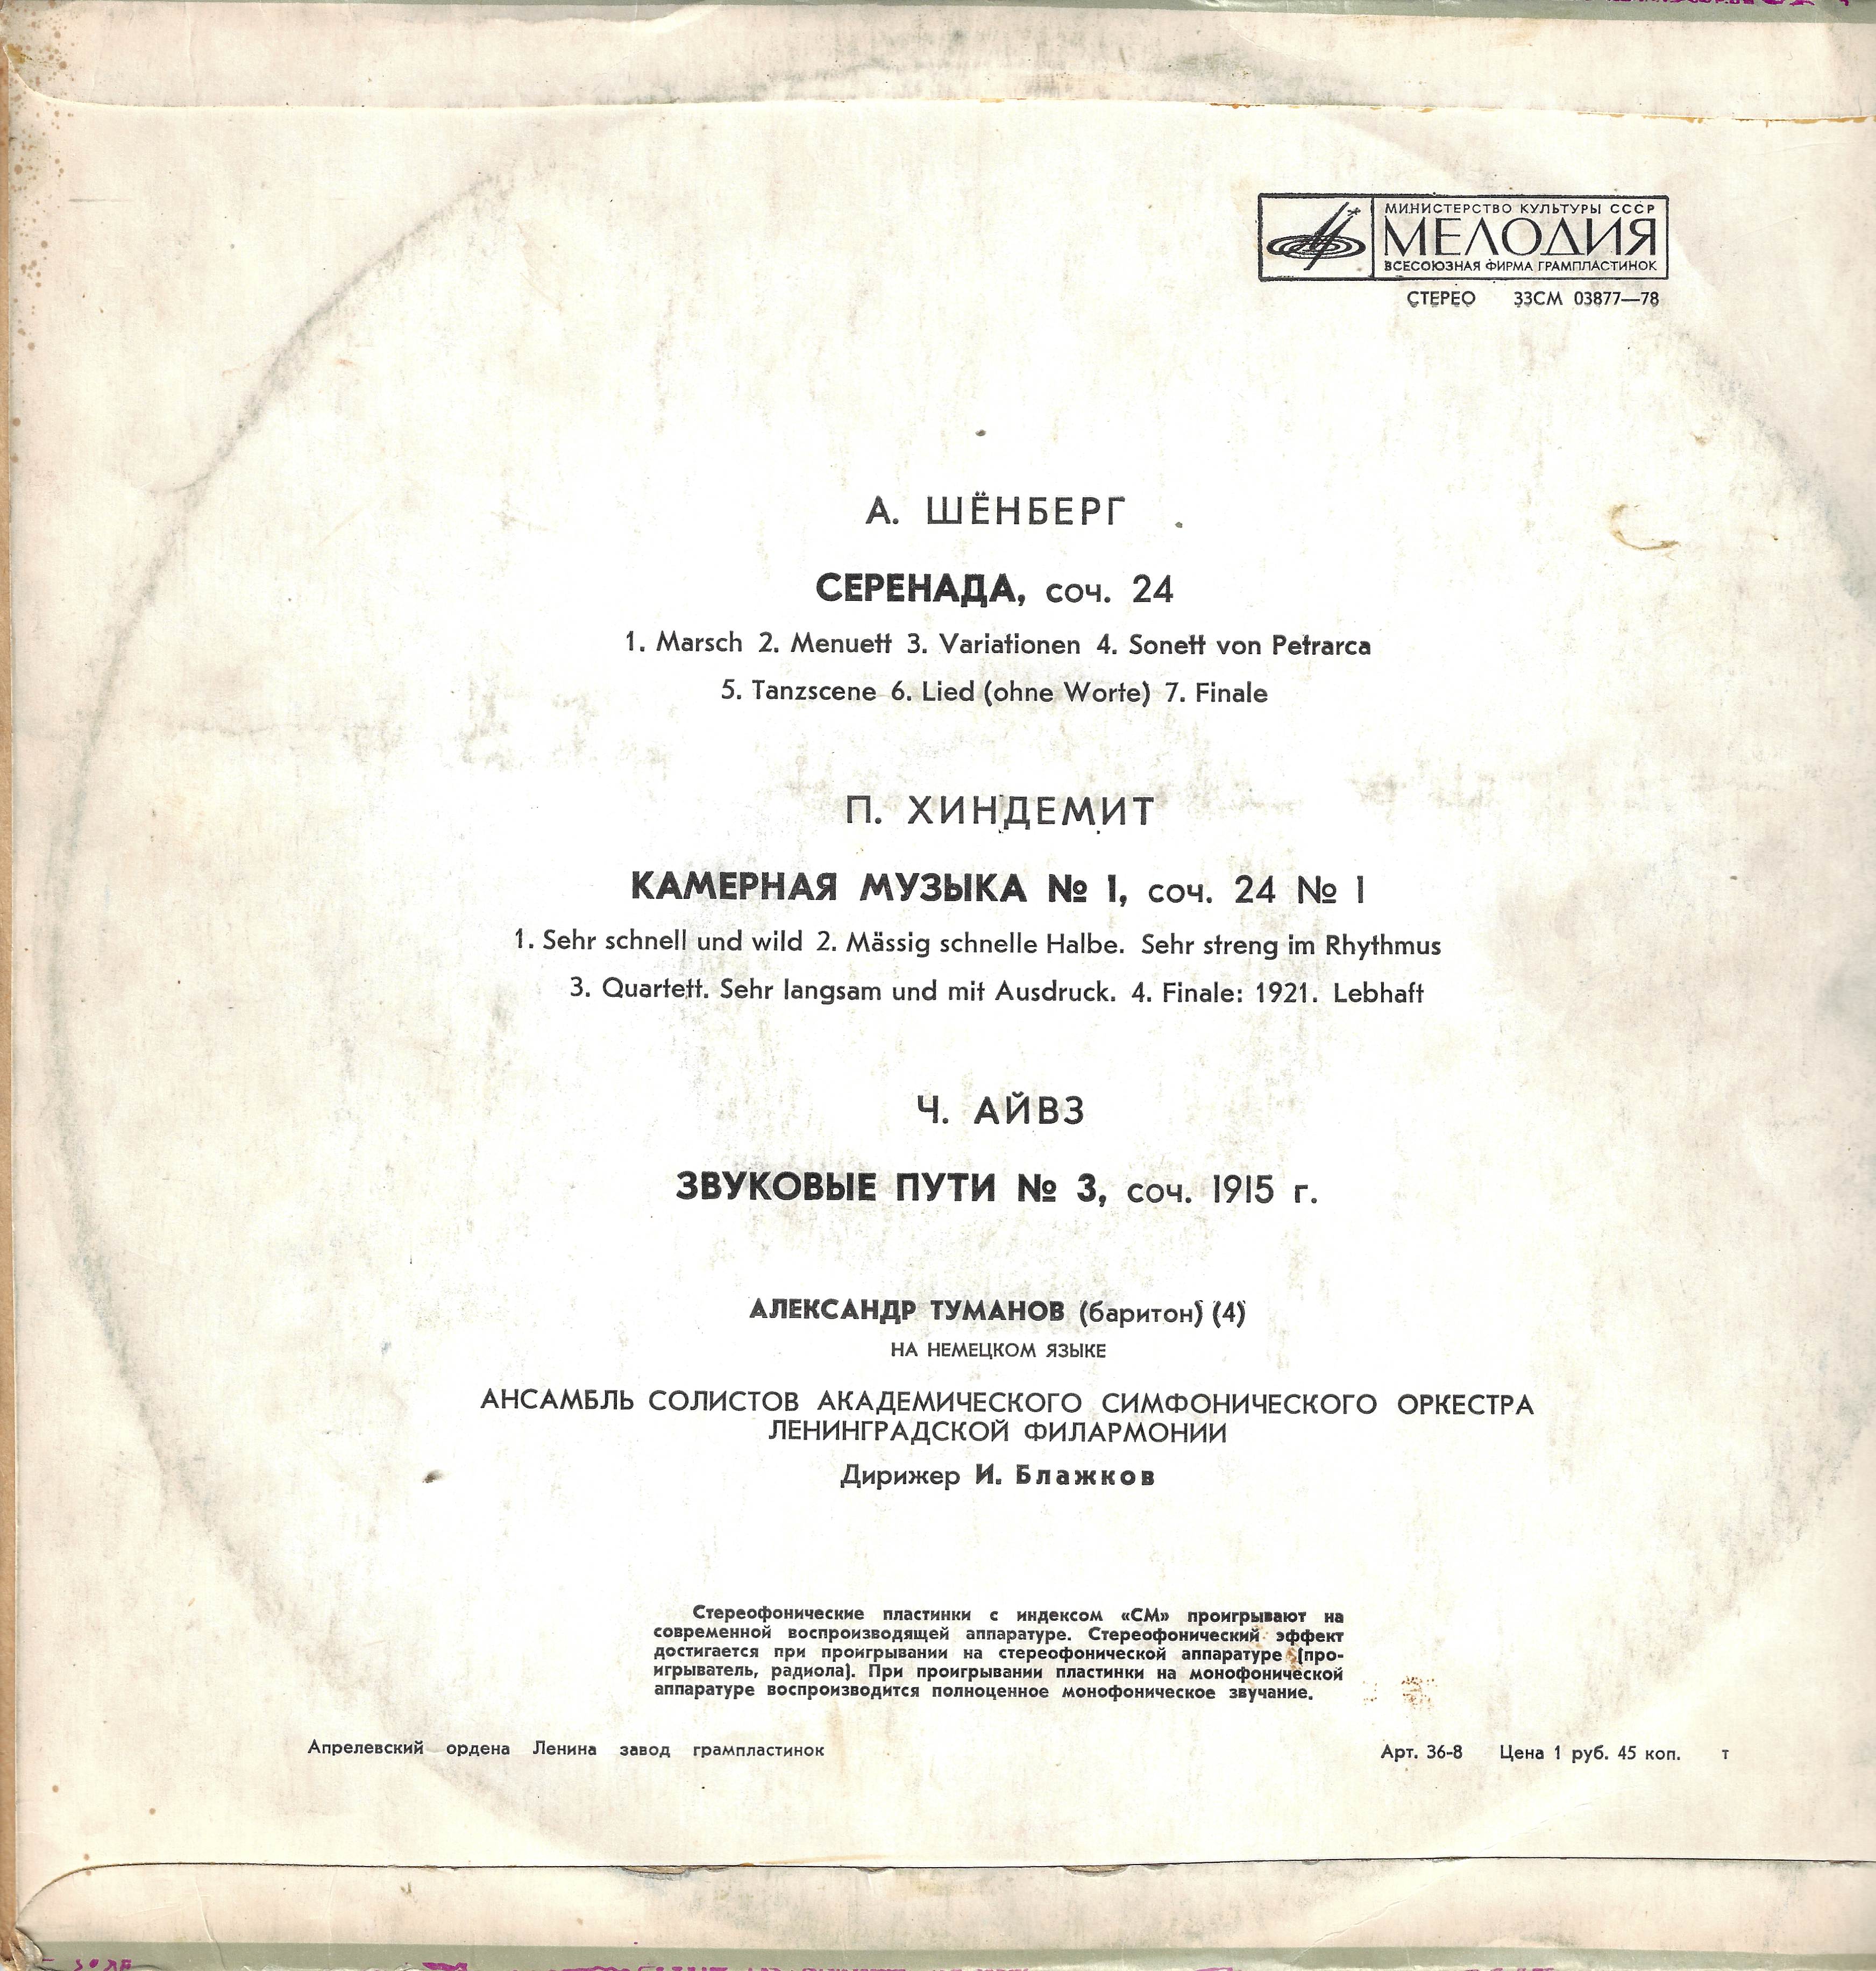 МИНИСТЕРСТВО КУЛЬТУРЫ СССР
МЕЛОДИЯ
ВСЕСОЮЗНАЯ ФИРМА ГРАМПЛАСТИНОК
СТЕРЕО 33СМ 03877—78
А. ШЁНБЕРГ
СЕРЕНАДА, соч. 24
1. Marsch 2. Menuett 3. Variationen 4. Sonett von Petrarca
5. Tanzscene 6. Lied (ohne Worte) 7. Finale
П. ХИНДЕМИТ
КАМЕРНАЯ МУЗЫКА № 1, соч. 24 № 1
1. Sehr schnell und wild 2. Mässig schnelle Halbe. Sehr streng im Rhythmus
3. Quartett. Sehr langsam und mit Ausdruck. 4. Finale: 1921. Lebhaft
Ч. АЙВЗ
ЗВУКОВЫЕ ПУТИ № 3, соч. 1915 г.
АЛЕКСАНДР ТУМАНОВ (баритон) (4)
НА НЕМЕЦКОМ ЯЗЫКЕ
АНСАМБЛЬ СОЛИСТОВ АКАДЕМИЧЕСКОГО СИМФОНИЧЕСКОГО ОРКЕСТРА
ЛЕНИНГРАДСКОЙ ФИЛАРМОНИИ
Дирижер И. Блажков
Стереофонические пластинки с индексом «СМ» проигрывают на
современной воспроизводящей аппаратуре. Стереофонический эффект
достигается при проигрывании на стереофонической аппаратуре (про-
игрыватель, радиола). При проигрывании пластинки на монофонической
аппаратуре воспроизводится полноценное монофоническое звучание.
Апрелевский ордена Ленина завод грампластинок
Арт. 36-8 Цена 1 руб. 45 коп. т